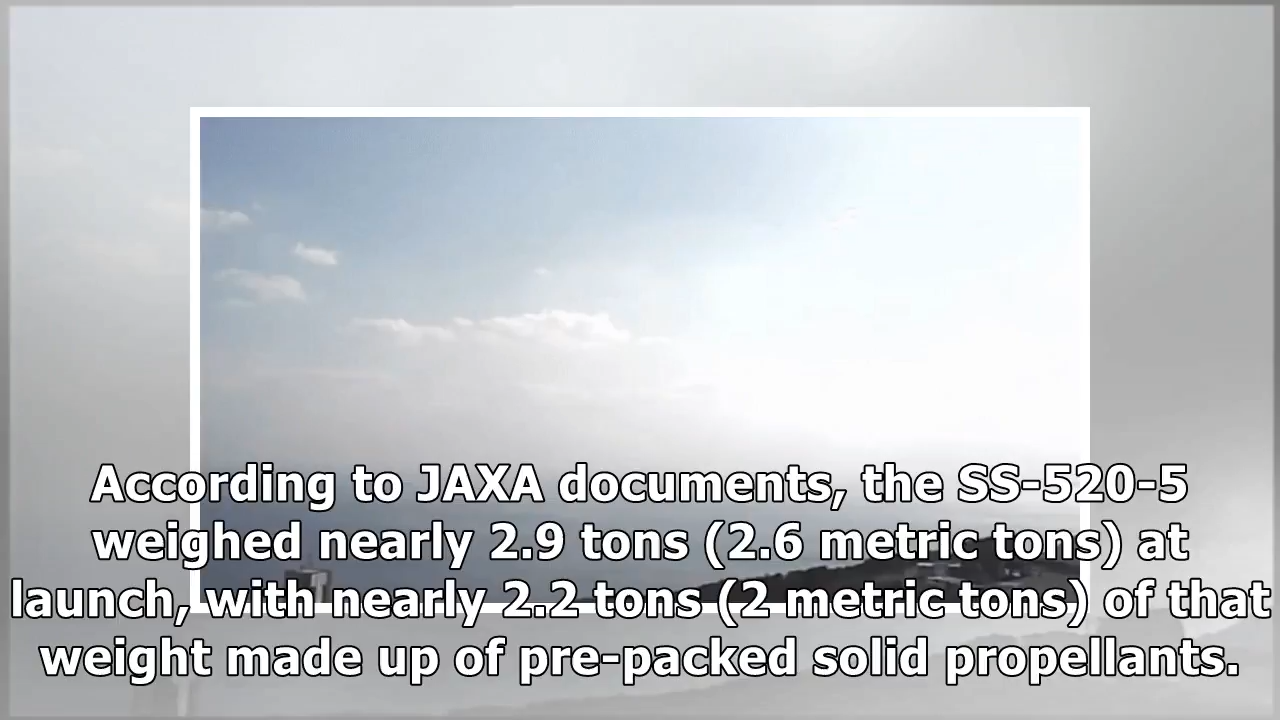 According to JAXA documents, the SS-520-5
weighed nearly 2.9 tons (2.6 metric tons) at
launch, with nearly 2.2 tons (2 metric tons) of that
weight made up of pre-packed solid propellants.